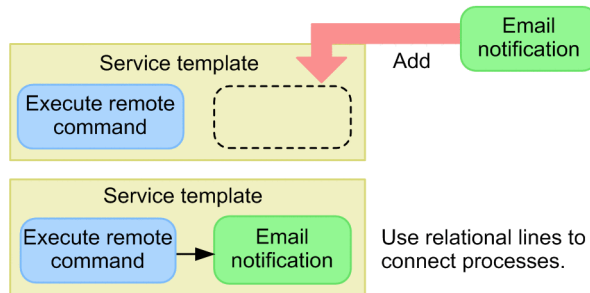 Email
notification
Add
Service template
Execute remote
command
Service template
Execute remote
command
Email
notification
Use relational lines to
connect processes.